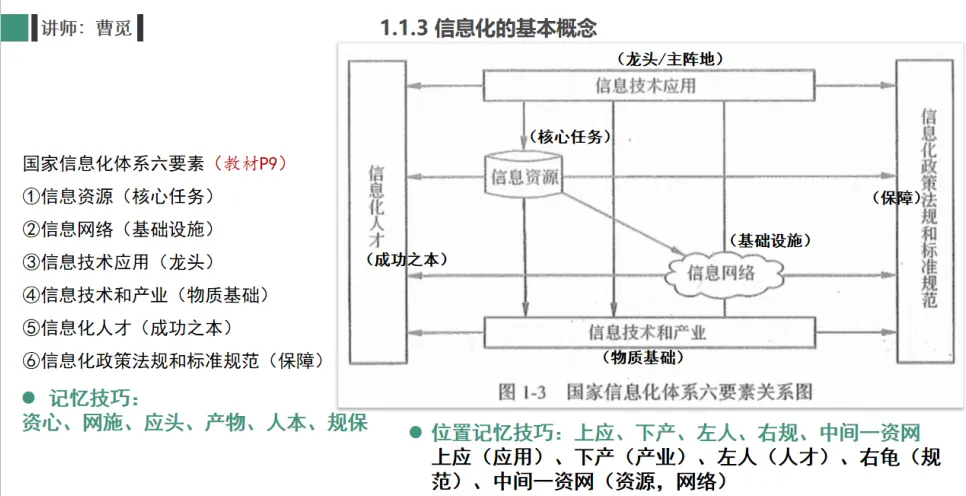 讲师：曹觅
1.1.3 信息化的基本概念
国家信息化体系六要素（教材P9）
①信息资源（核心任务）
②信息网络（基础设施）
③信息技术应用（龙头）
④信息技术和产业（物质基础）
⑤信息化人才（成功之本）
⑥信息化政策法规和标准规范（保障）
● 记忆技巧：
资心、网施、应头、产物、人本、规保
（龙头/主阵地）
信息技术应用
（核心任务）
信息资源
信息化人才
（成功之本）
（保障）
信息化政策法规和标准规范
（基础设施）
信息网络
信息技术和产业
（物质基础）
图 1-3 国家信息化体系六要素关系图
● 位置记忆技巧：上应、下产、左人、右规、中间一资网
上应（应用）、下产（产业）、左人（人才）、右龟（规
范）、中间一资网（资源，网络）